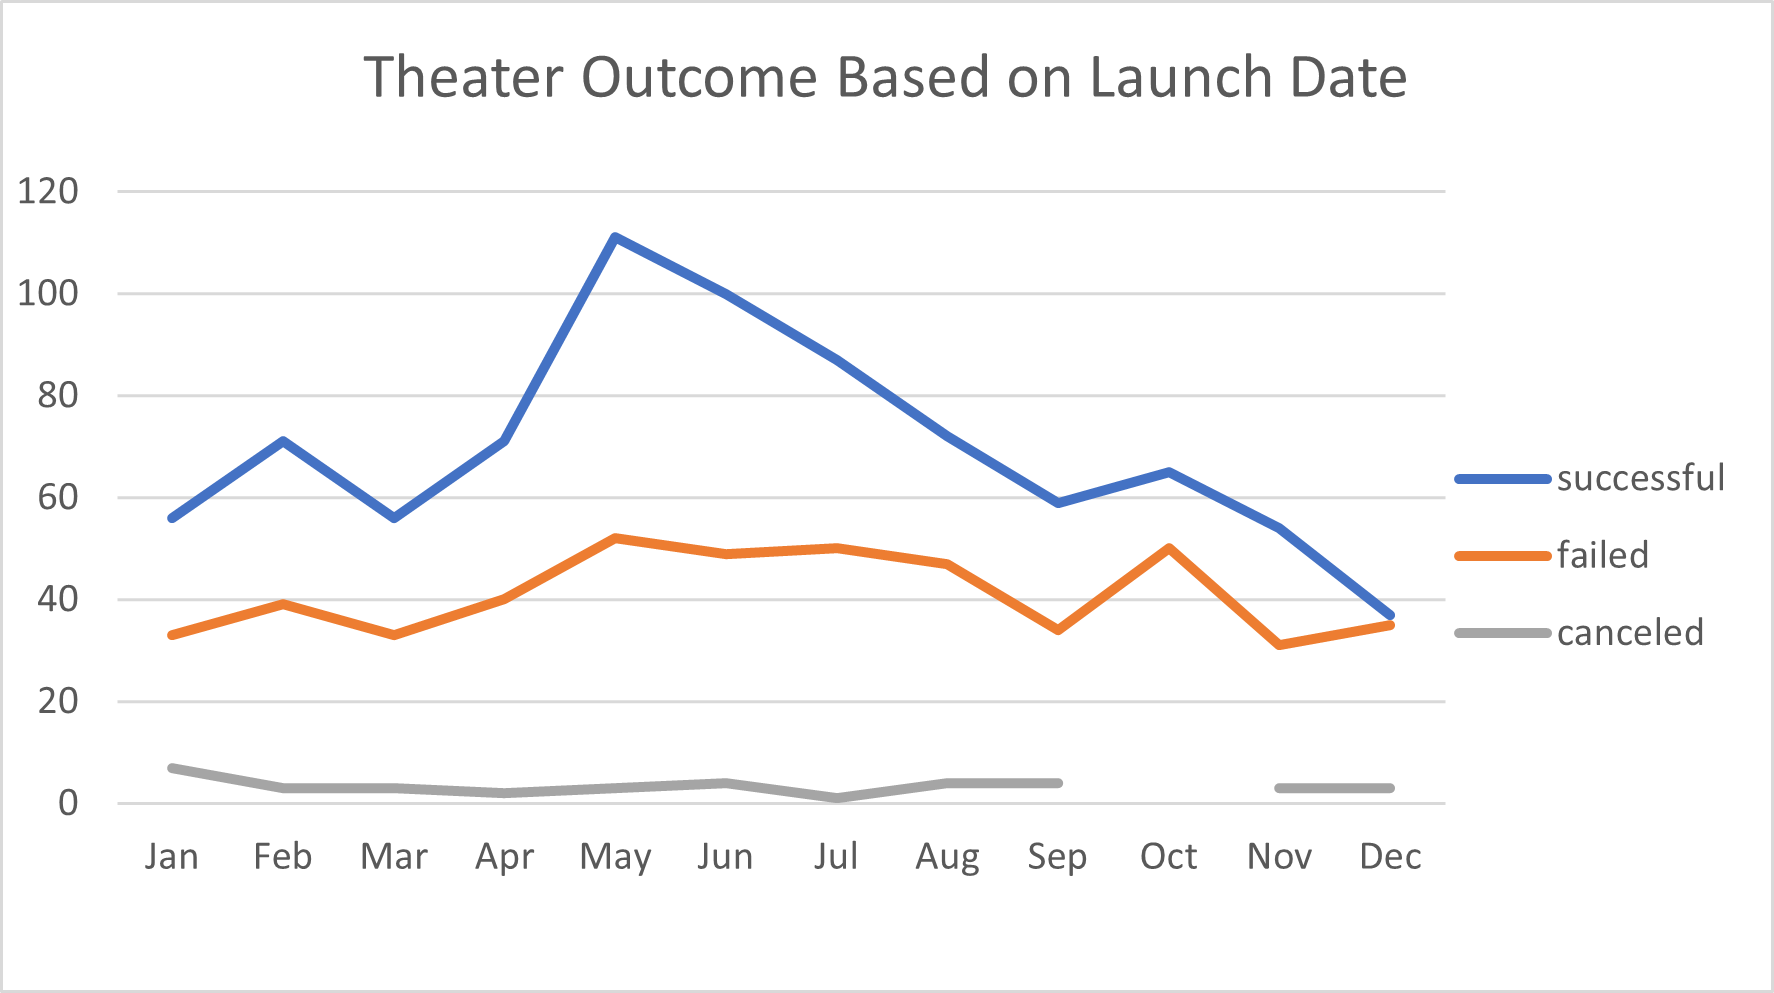 Theater Outcome Based on Launch Date
120
100
80
60
40
20
0
Jan Feb Mar Apr May Jun Jul Aug Sep Oct Nov Dec
successful
failed
canceled